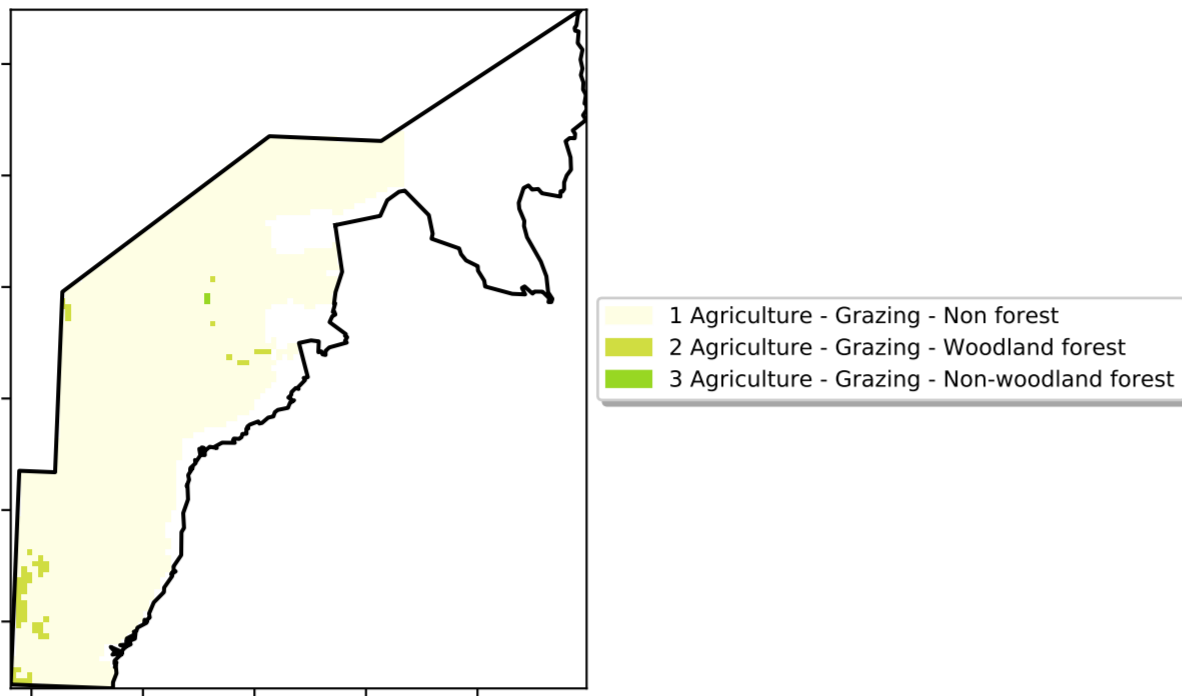 1 Agriculture - Grazing - Non forest
2 Agriculture - Grazing - Woodland forest
3 Agriculture - Grazing - Non-woodland forest